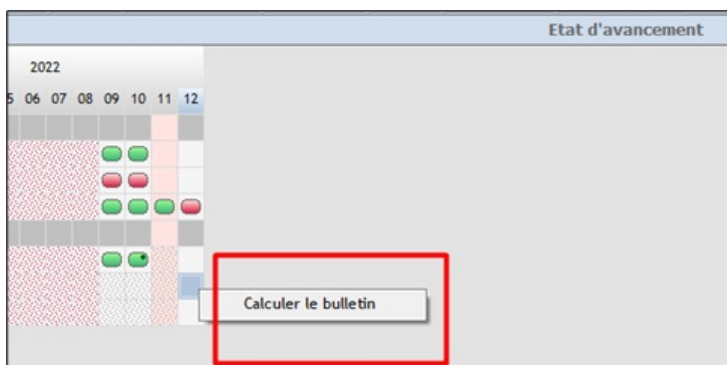 Etat d'avancement
2022
5 06 07 08 09 10 11 12
Calculer le bulletin